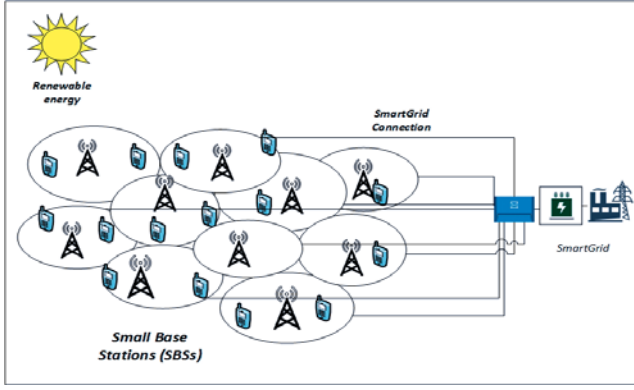 Renewable
energy
SmartGrid
Connection
SmartGrid
Small Base
Stations (SBSs)